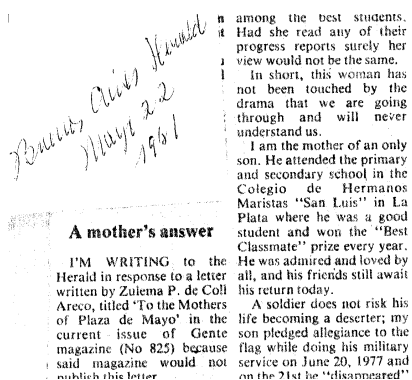 Buenos Aires Herald
Mayo 22
1981
A mother's answer
I'M WRITING to the
Herald in response to a letter
written by Zulema P. de Coll
Areco, titled 'To the Mothers
of Plaza de Mayo' in the
current issue of Gente
magazine (No 825) because
said magazine would not
publish this letter.
among the best students.
Had she read any of their
progress reports surely her
view would not be the same.
In short, this woman has
not been touched by the
drama that we are going
through and will never
understand us.
I am the mother of an only
son. He attended the primary
and secondary school in the
Colegio de Hermanos
Maristas "San Luis" in La
Plata where he was a good
student and won the "Best
Classmate" prize every year.
He was admired and loved by
all, and his friends still await
his return today.
A soldier does not risk his
life becoming a deserter; my
son pledged allegiance to the
flag while doing his military
service on June 20, 1977 and
on the 21st he "disappeared"